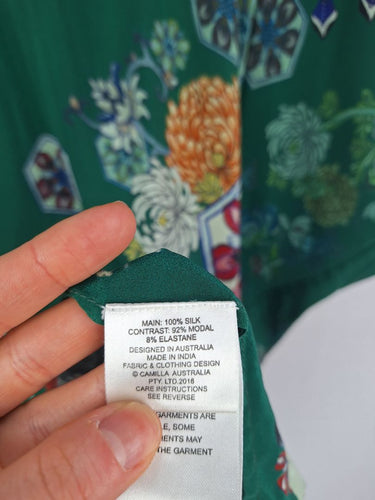 MAIN: 100% SILK
CONTRAST: 92% MODAL
8% ELASTANE
DESIGNED IN AUSTRALIA
MADE IN INDIA
FABRIC & CLOTHING DESIGN
© CAMILLA AUSTRALIA
PTY. LTD.2016
CARE INSTRUCTIONS
SEE REVERSE
GARMENTS ARE
SOME
MENTS MAY
THE GARMENT